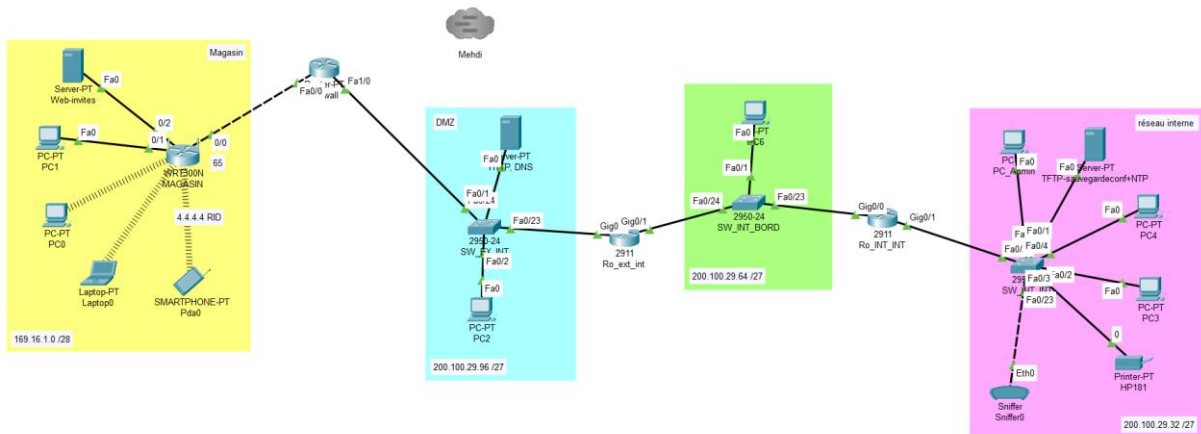 Mehdi
Magasin
Fa0
Server-PT
Web-invites
0/2
Fa0
0/1
0/0
65
PC-PT
PC1
WRT300N
MAGASIN
4.4.4.4 RID
PC-PT
PC0
Laptop-PT
Laptop0
SMARTPHONE-PT
Pda0
169.16.1.0 /28
Fa0/0
Fa1/0
DMZ
Fa0
Fa0/1
Fa0/23
2950-24
Fa0/2
Fa0
PC-PT
PC2
200.100.29.96 /27
Gig0/1
2911
Ro_ext_int
Fa0
Fa0/1
Fa0/24
Fa0/23
2950-24
SW_INT_BORD
200.100.29.64 /27
Gig0/0
Gig0/1
2911
Ro_INT_INT
réseau interne
Fa0
PC_Admin
Fa0
Server-PT
TFTP-sauvegardeconf+NTP
Fa0
PC-PT
PC4
Fa0/1
Fa0/4
Fa0/2
Fa0/3
Fa0/23
Fa0
PC-PT
PC3
0
Printer-PT
HP181
Eth0
Sniffer
Sniffer0
200.100.29.32 /27